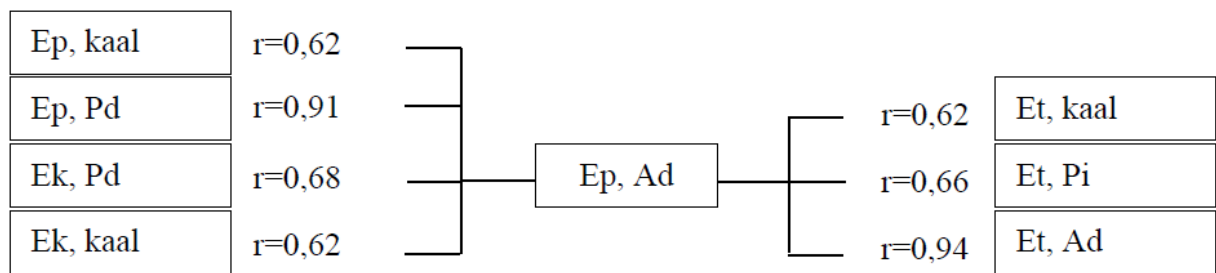 Ep, kaal r=0,62
Ep, Pd r=0,91
Ek, Pd r=0,68
Ek, kaal r=0,62
Ep, Ad
r=0,62 Et, kaal
r=0,66 Et, Pi
r=0,94 Et, Ad